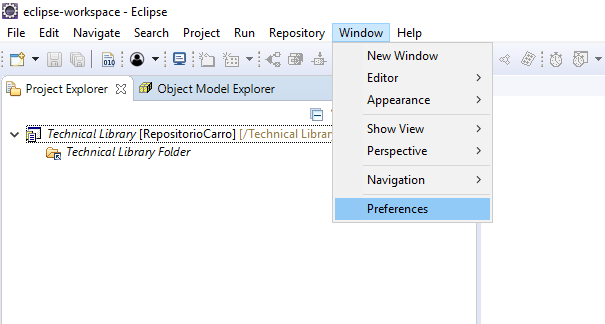 eclipse-workspace - Eclipse
File Edit Navigate Search Project Run Repository Window Help
New Window
Editor
Appearance
Show View
Perspective
Navigation
Preferences
010
Project Explorer Object Model Explorer
Technical Library [RepositorioCarro] [/Technical Librar
Technical Library Folder